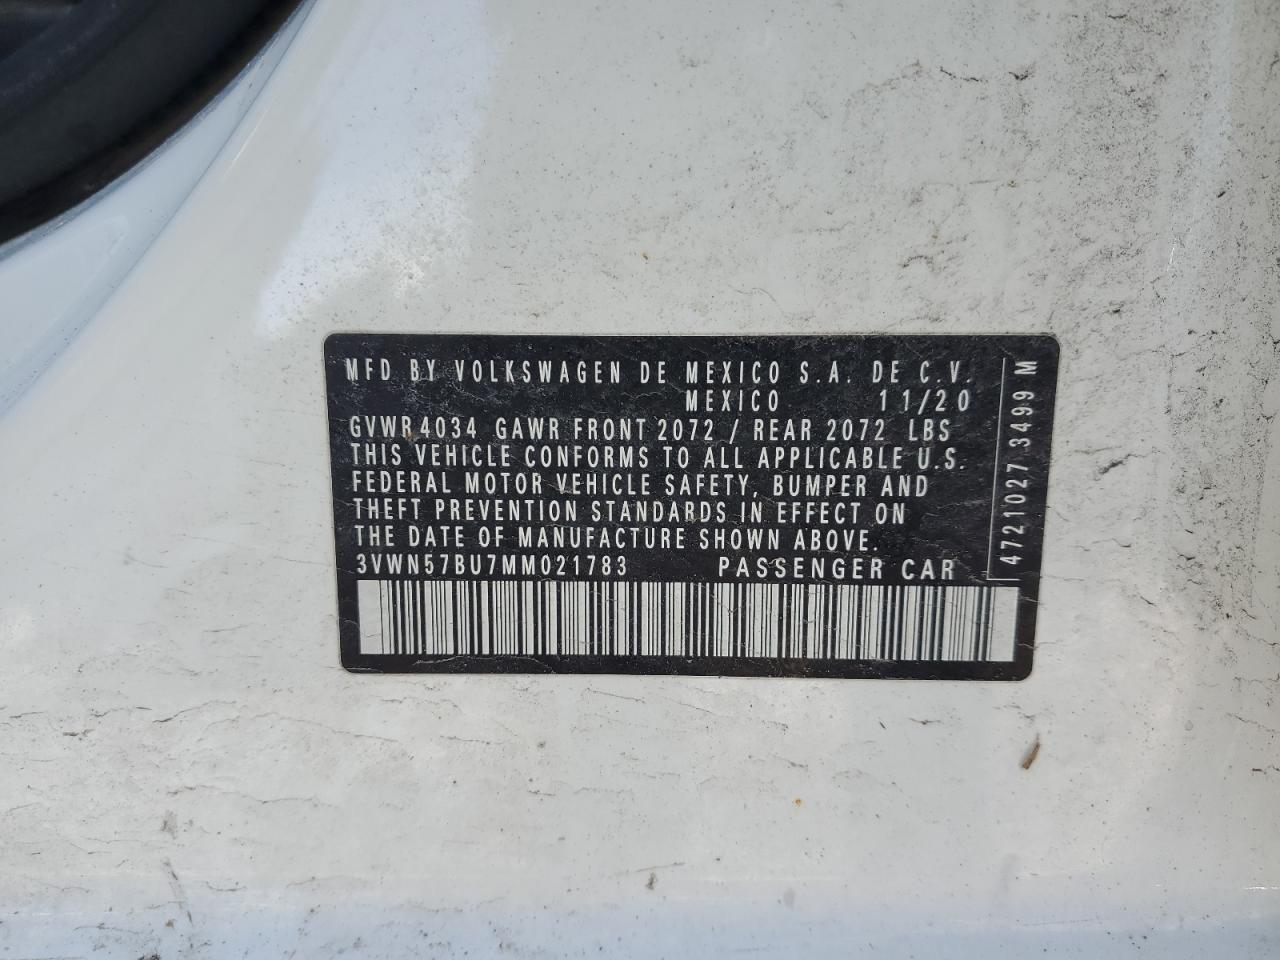 MFD BY VOLKSWAGEN DE MEXICO S.A. DE C.V.
MEXICO 11/20
GVWR 4034 GAWR FRONT 2072 / REAR 2072 LBS
THIS VEHICLE CONFORMS TO ALL APPLICABLE U.S.
FEDERAL MOTOR VEHICLE SAFETY, BUMPER AND
THEFT PREVENTION STANDARDS IN EFFECT ON
THE DATE OF MANUFACTURE SHOWN ABOVE.
3VWN57BU7MM021783 PASSENGER CAR
4721027 3499 M